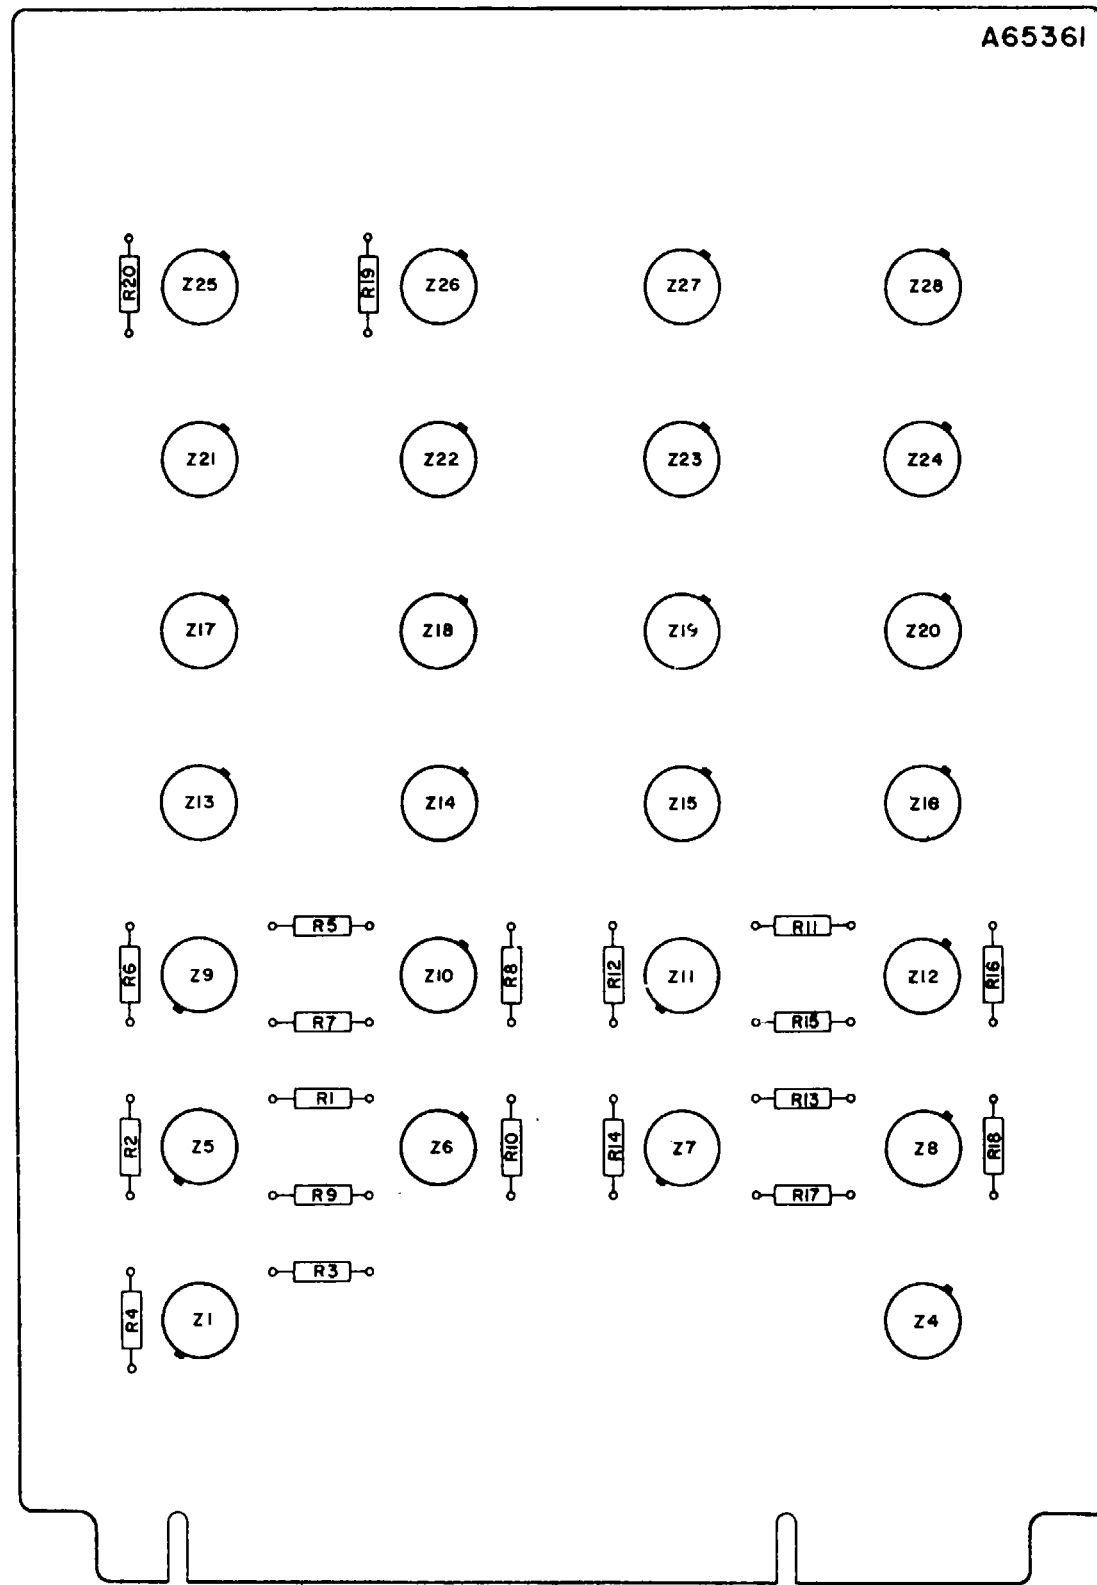 A65361
R20 Z25 R19 Z26 Z27 Z28
Z21 Z22 Z23 Z24
Z17 Z18 Z19 Z20
Z13 Z14 Z15 Z16
R5 R11
R6 Z9 Z10 R8 R12 Z11 Z12 R16
R7 R15
R1 R13
R2 Z5 Z6 R10 R14 Z7 Z8 R18
R9 R17
R3
R4 Z1 Z4